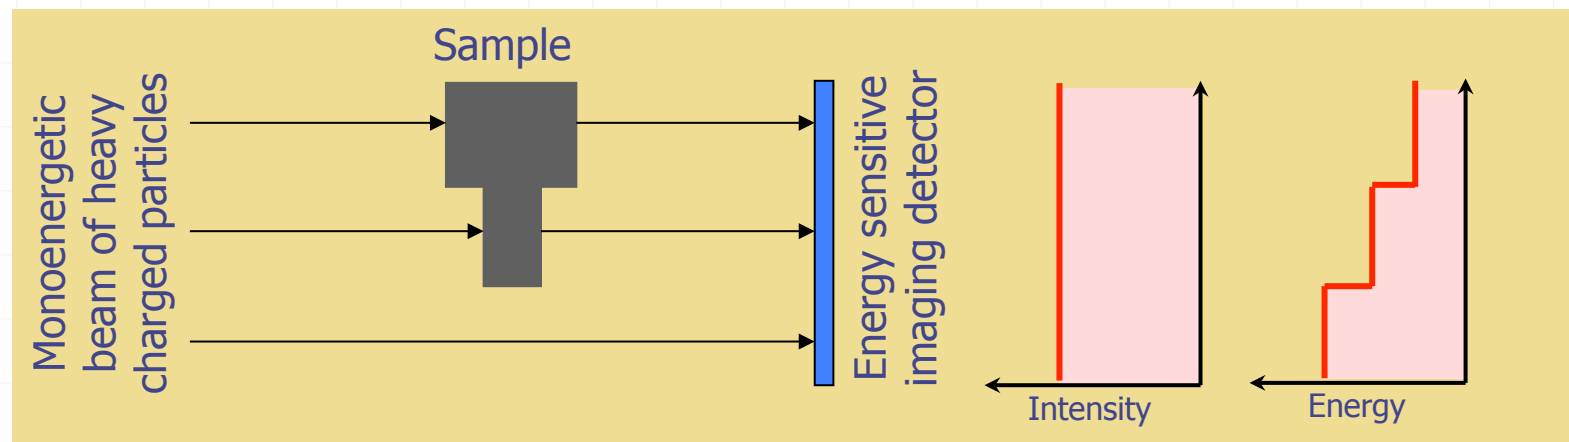 Sample
Monoenergetic
beam of heavy
charged particles
Energy sensitive
imaging detector
Intensity
Energy